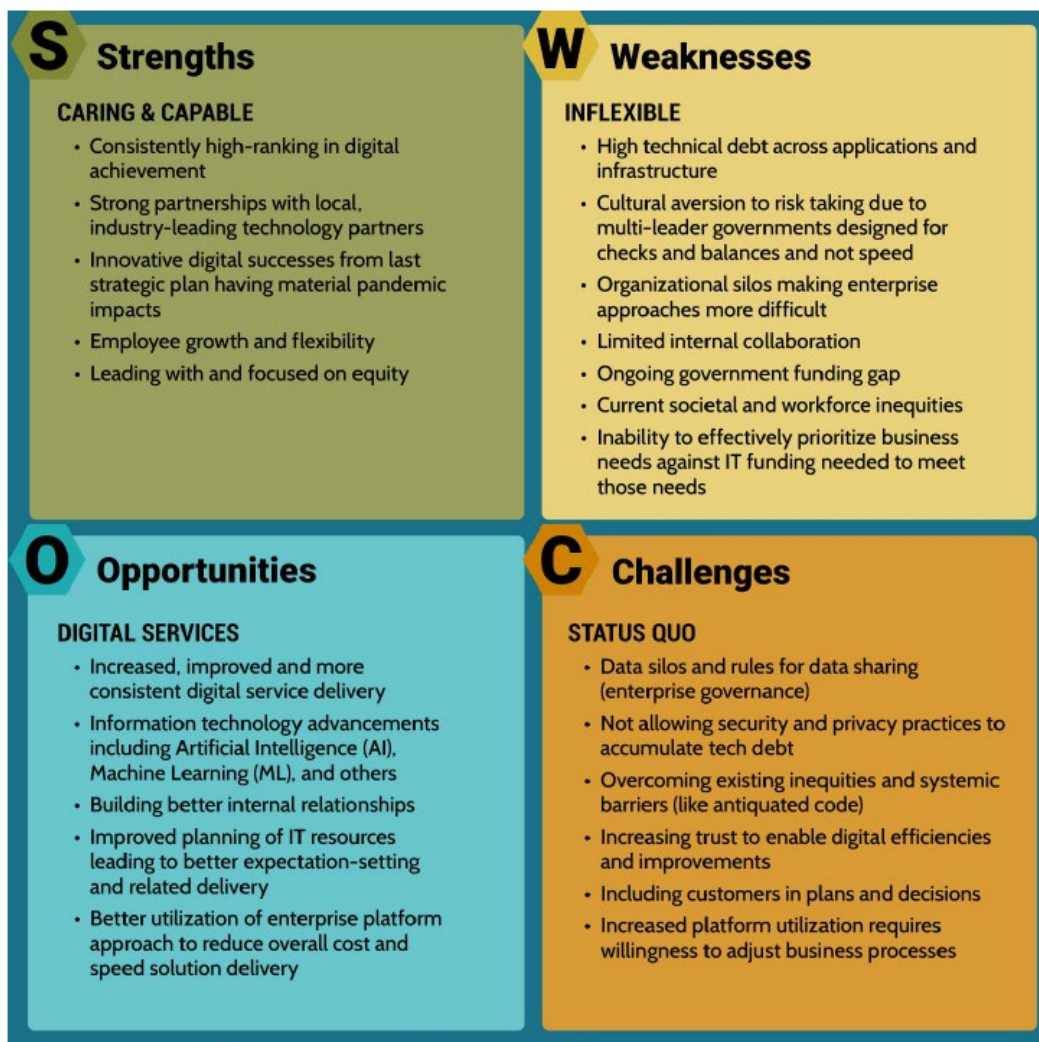 S Strengths
CARING & CAPABLE
• Consistently high-ranking in digital
achievement
• Strong partnerships with local,
industry-leading technology partners
• Innovative digital successes from last
strategic plan having material pandemic
impacts
• Employee growth and flexibility
• Leading with and focused on equity
W Weaknesses
INFLEXIBLE
• High technical debt across applications and
infrastructure
• Cultural aversion to risk taking due to
multi-leader governments designed for
checks and balances and not speed
• Organizational silos making enterprise
approaches more difficult
• Limited internal collaboration
• Ongoing government funding gap
• Current societal and workforce inequities
• Inability to effectively prioritize business
needs against IT funding needed to meet
those needs
O Opportunities
DIGITAL SERVICES
• Increased, improved and more
consistent digital service delivery
• Information technology advancements
including Artificial Intelligence (AI),
Machine Learning (ML), and others
• Building better internal relationships
• Improved planning of IT resources
leading to better expectation-setting
and related delivery
• Better utilization of enterprise platform
approach to reduce overall cost and
speed solution delivery
C Challenges
STATUS QUO
• Data silos and rules for data sharing
(enterprise governance)
• Not allowing security and privacy practices to
accumulate tech debt
• Overcoming existing inequities and systemic
barriers (like antiquated code)
• Increasing trust to enable digital efficiencies
and improvements
• Including customers in plans and decisions
• Increased platform utilization requires
willingness to adjust business processes